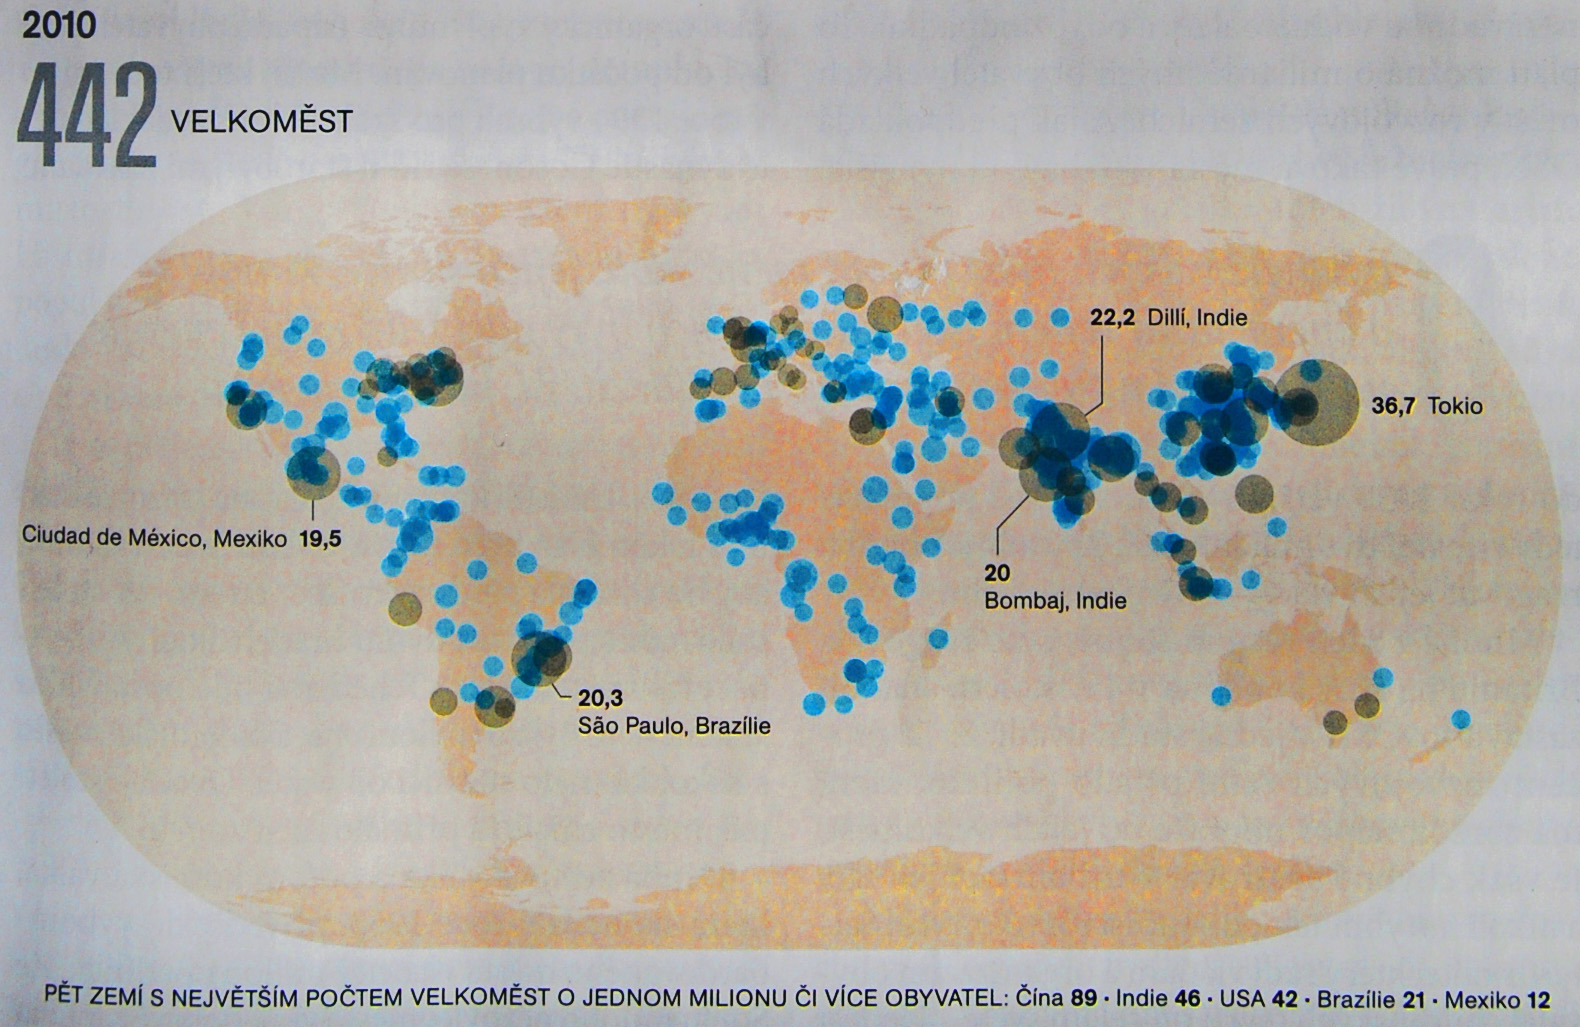 2010
442 VELKOMĚST
22,2 Dillí, Indie
36,7 Tokio
Ciudad de México, Mexiko 19,5
20
Bombaj, Indie
20,3
São Paulo, Brazílie
PĚT ZEMÍ S NEJVĚTŠÍM POČTEM VELKOMĚST O JEDNOM MILIONU ČI VÍCE OBYVATEL: Čína 89 · Indie 46 · USA 42 · Brazílie 21 · Mexiko 12